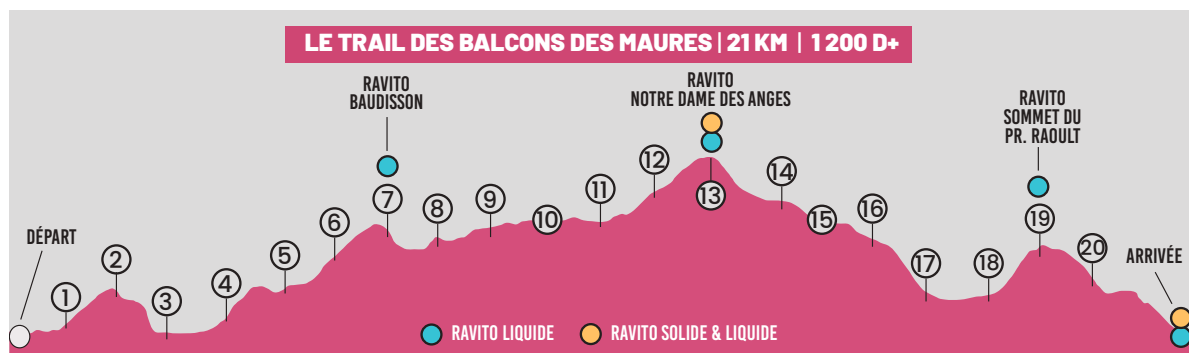 LE TRAIL DES BALCONS DES MAURES | 21 KM | 1 200 D+
RAVITO
BAUDISSON
RAVITO
NOTRE DAME DES ANGES
RAVITO
SOMMET DU
PR. RAOULT
DÉPART
1
2
3
4
5
6
7
8
9
10
11
12
13
14
15
16
17
18
19
20
ARRIVÉE
RAVITO LIQUIDE
RAVITO SOLIDE & LIQUIDE